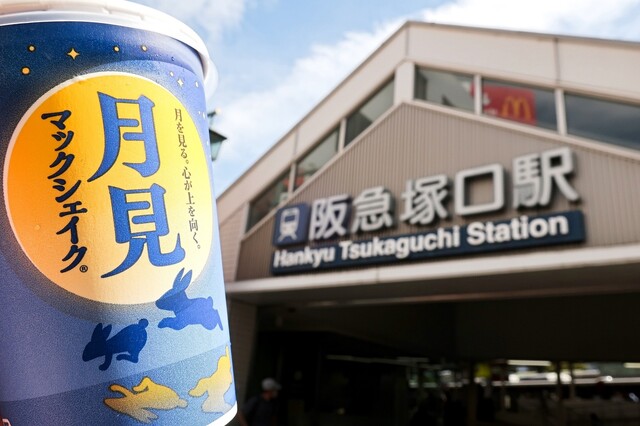 月を見る。心が上を向く。
月見
マックシェイク®
阪急塚口駅
Hankyu Tsukaguchi Station